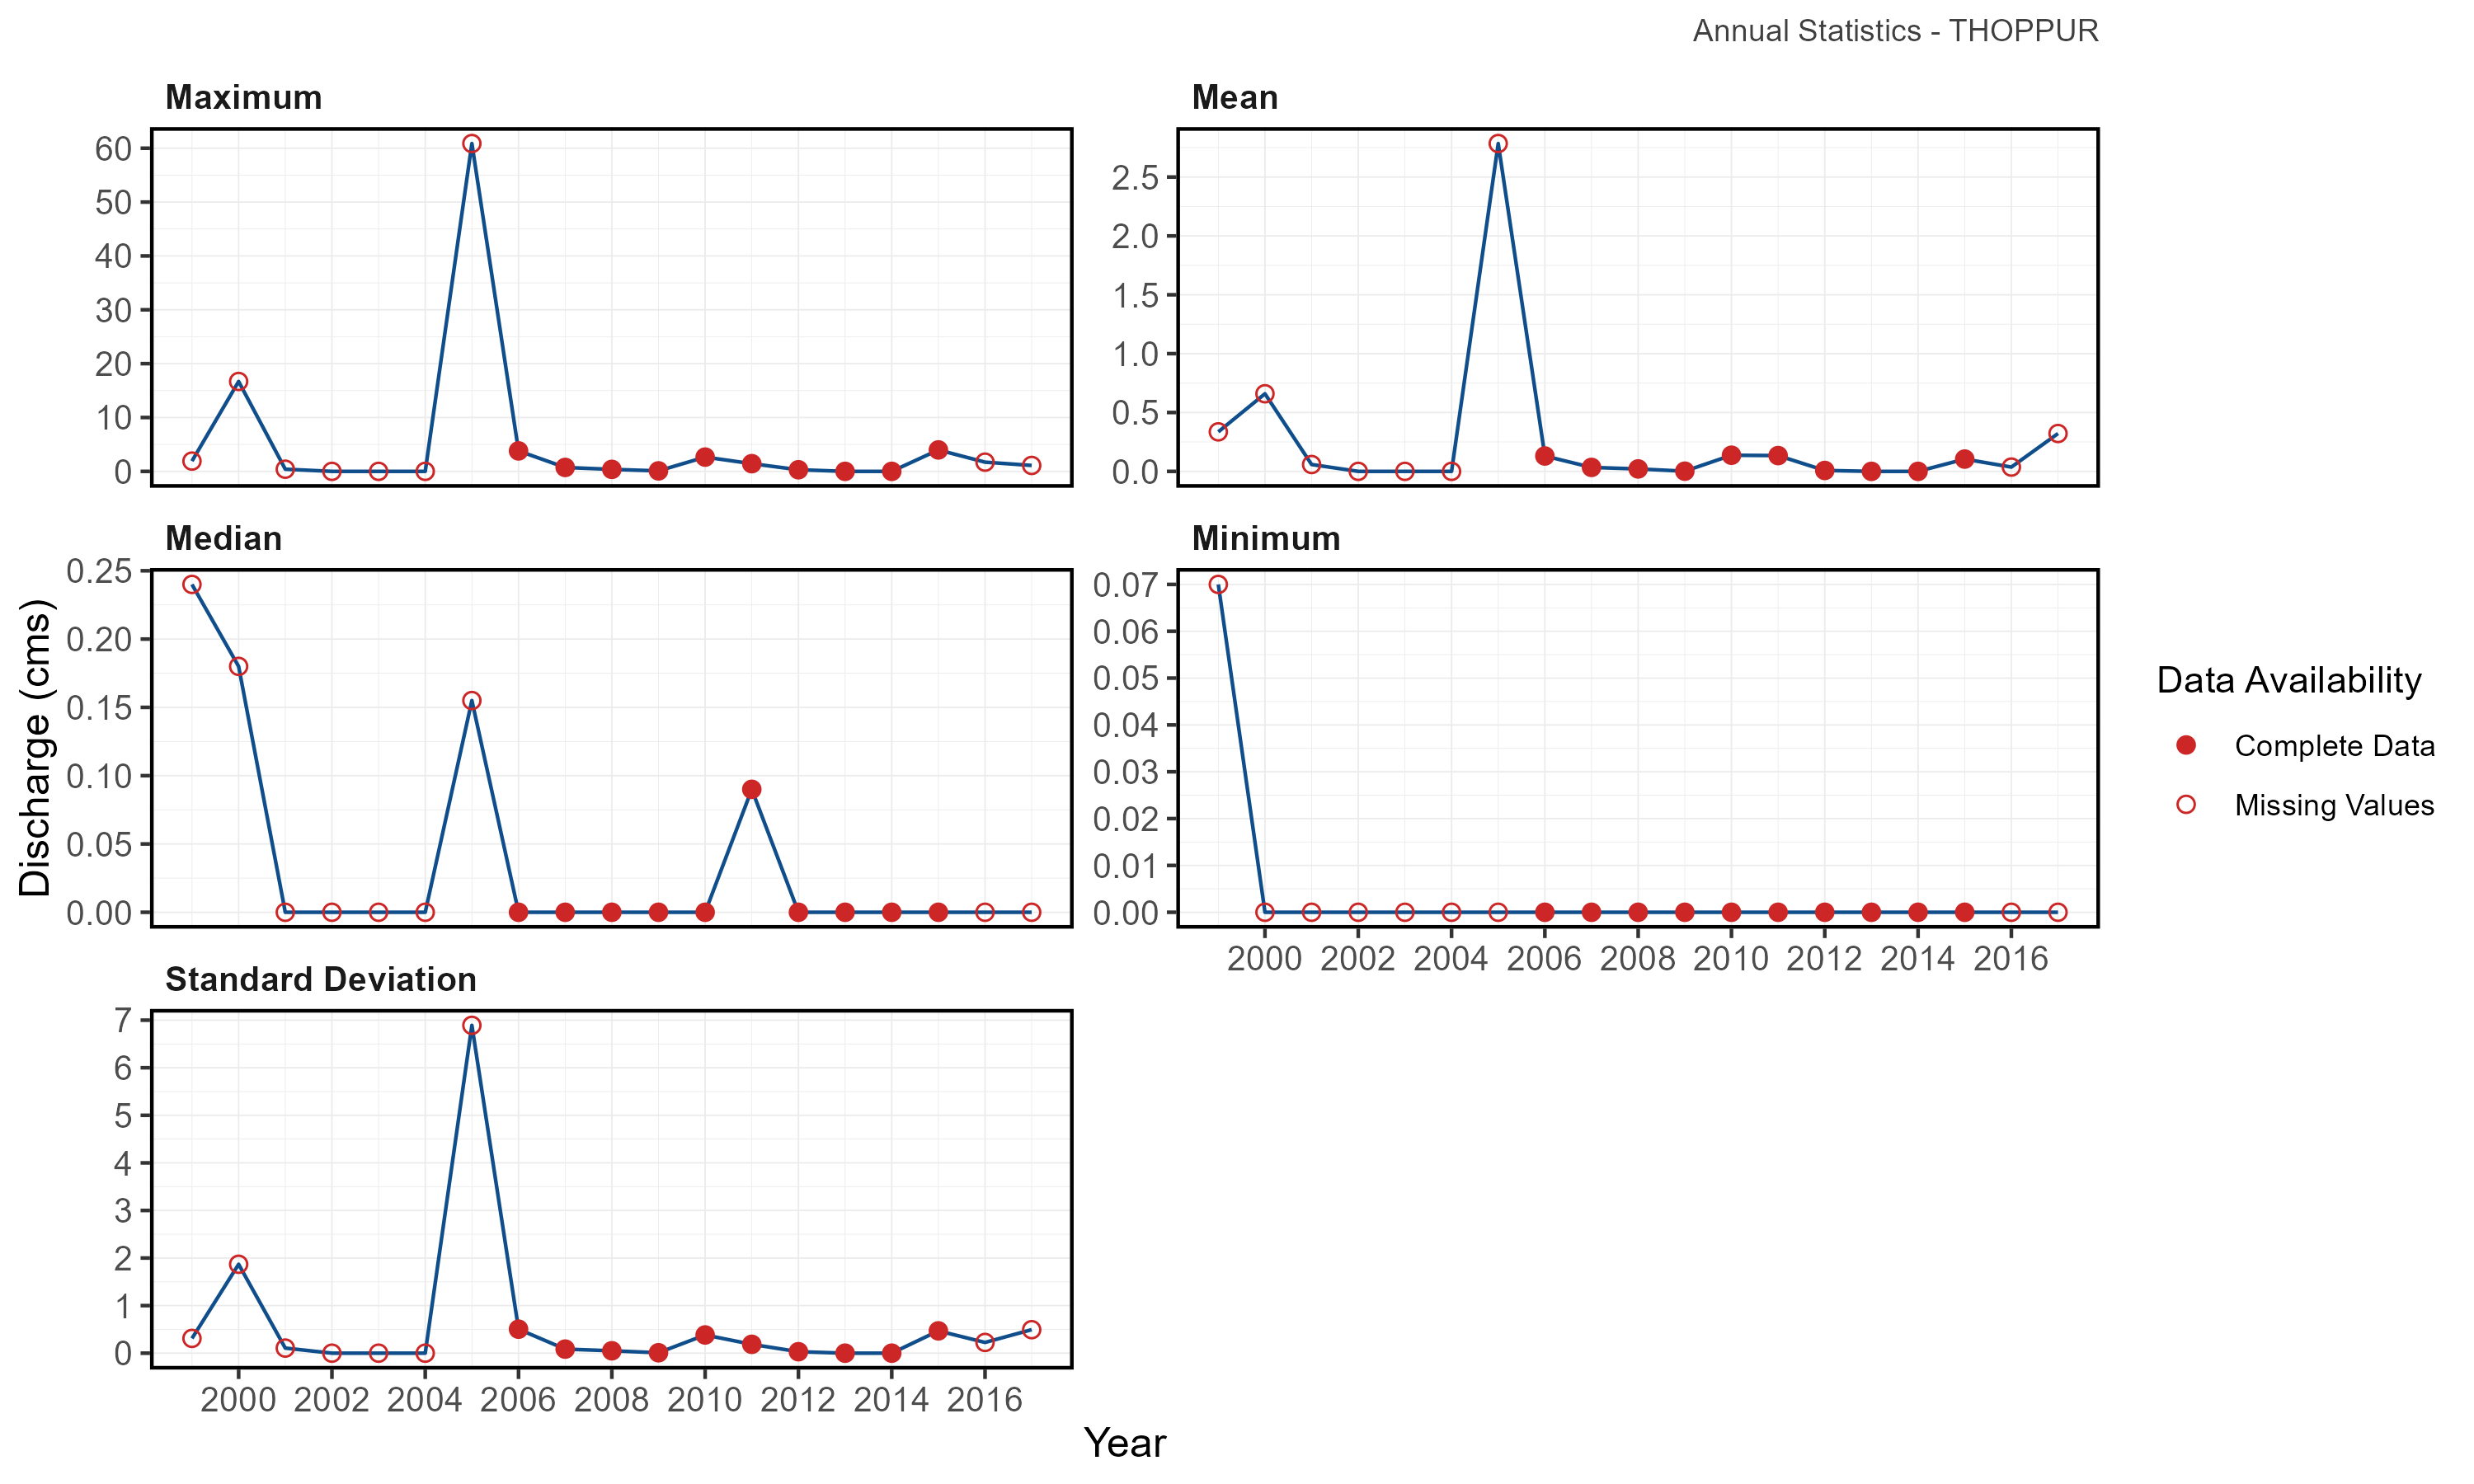 Annual Statistics - THOPPUR
Maximum
60
50
40
30
20
10
0
Mean
2.5
2.0
1.5
1.0
0.5
0.0
Discharge (cms)
Median
0.25
0.20
0.15
0.10
0.05
0.00
Minimum
0.07
0.06
0.05
0.04
0.03
0.02
0.01
0.00
2000 2002 2004 2006 2008 2010 2012 2014 2016
Data Availability
Complete Data
Missing Values
Standard Deviation
7
6
5
4
3
2
1
0
2000 2002 2004 2006 2008 2010 2012 2014 2016
Year